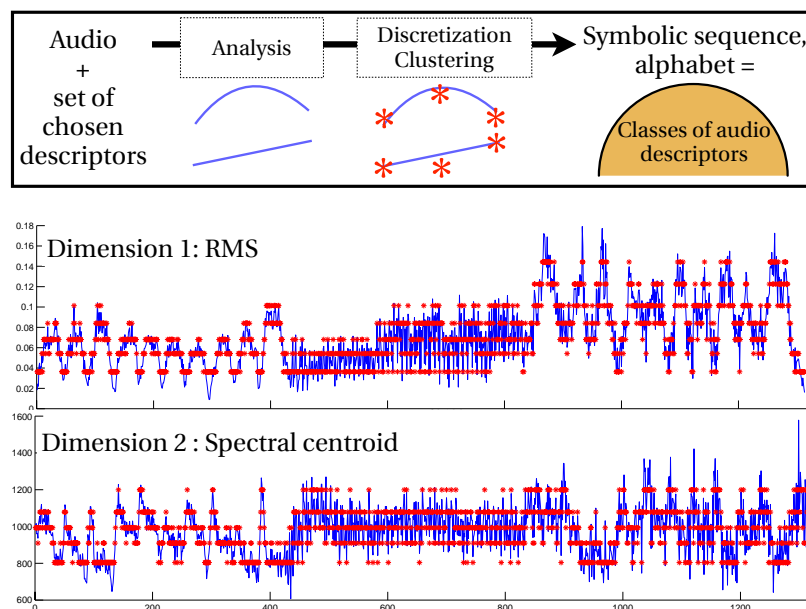 Audio
+
set of
chosen
descriptors
Analysis
Discretization
Clustering
Symbolic sequence,
alphabet =
Classes of audio
descriptors
Dimension 1: RMS
0.18
0.16
0.14
0.12
0.1
0.08
0.06
0.04
0.02
0
Dimension 2 : Spectral centroid
1600
1400
1200
1000
800
600
0
200
400
600
800
1000
1200